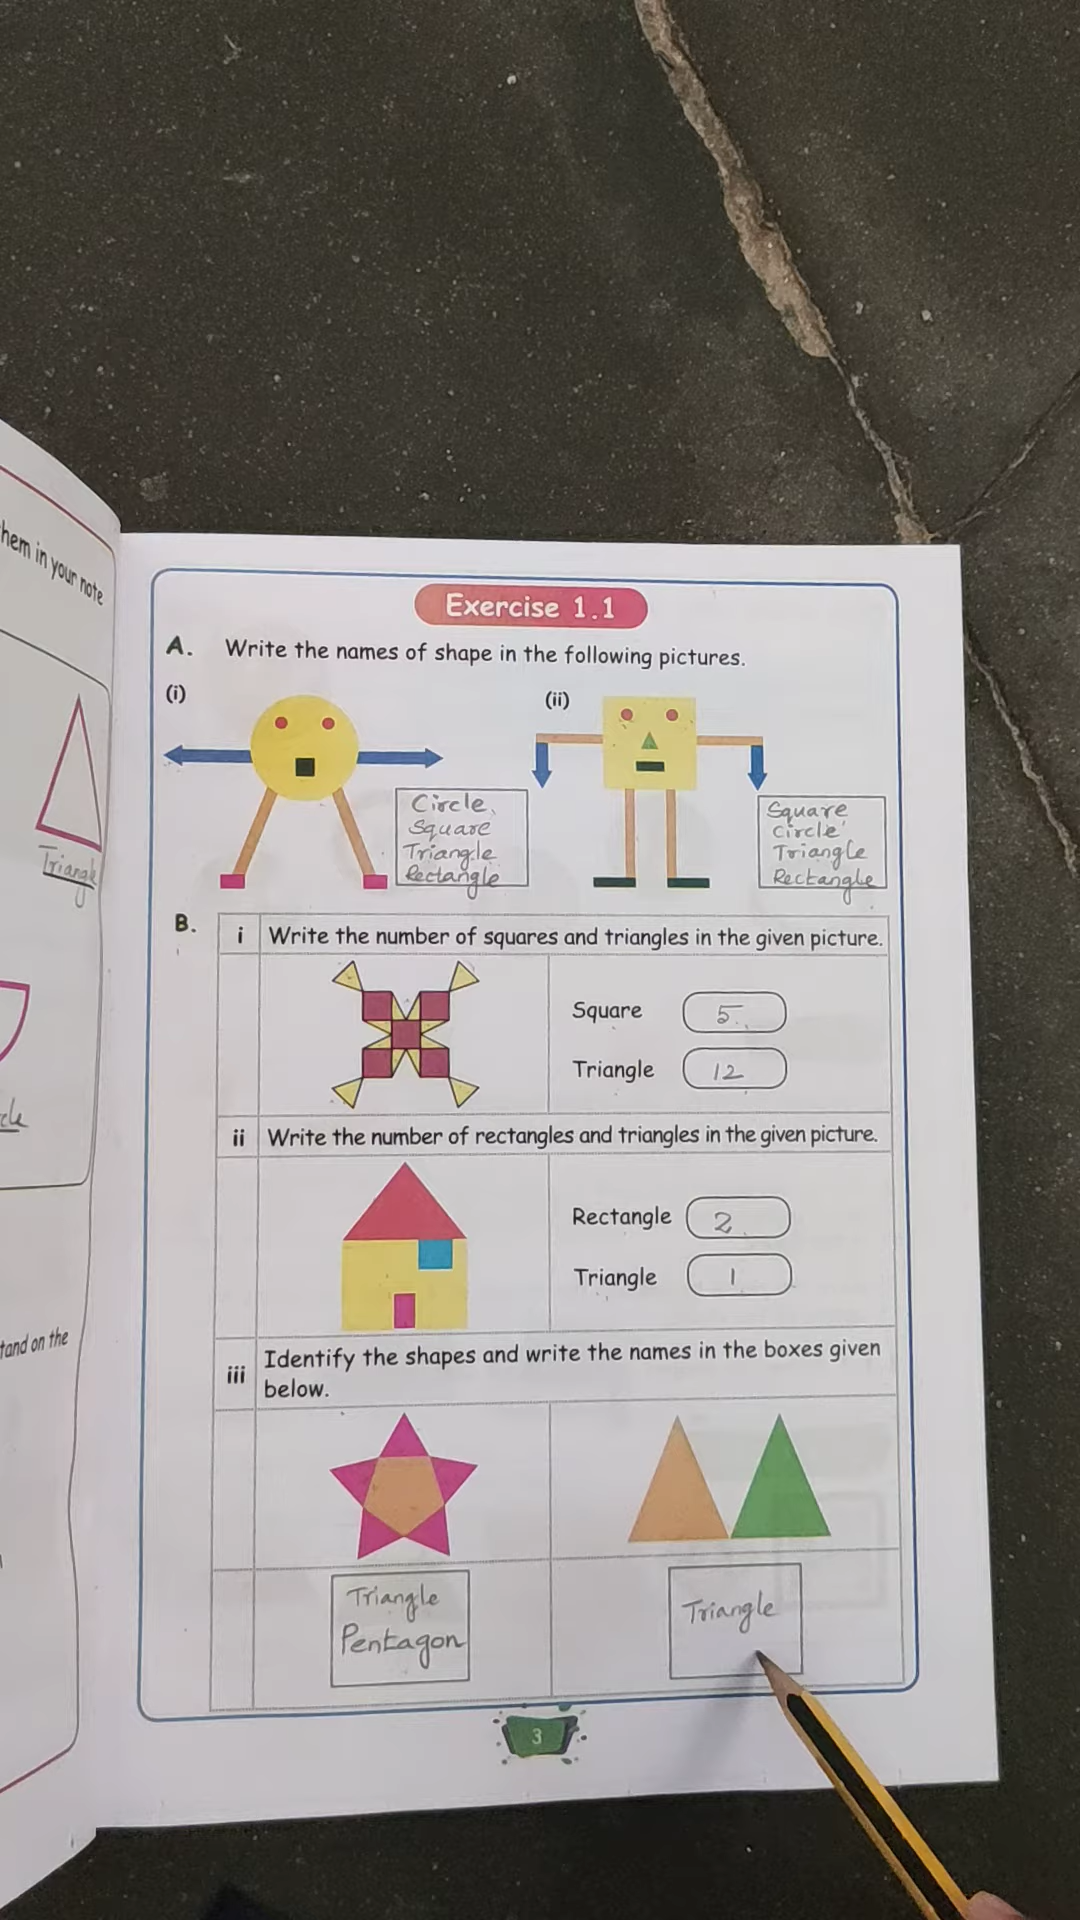 hem in your note
Triangle
cle
tand on the
Exercise 1.1
A. Write the names of shape in the following pictures.
(i)
Circle,
Square
Triangle
Rectangle
(ii)
Square
Circle
Triangle
Rectangle
B.
i Write the number of squares and triangles in the given picture.
Square 5
Triangle 12
ii Write the number of rectangles and triangles in the given picture.
Rectangle 2
Triangle 1
iii Identify the shapes and write the names in the boxes given
below.
Triangle
Pentagon
Triangle
3